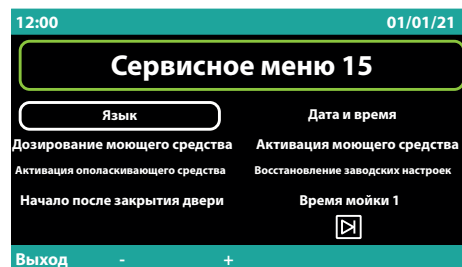 12:00 01/01/21
Сервисное меню 15
Язык Дата и время
Дозирование моющего средства Активация моющего средства
Активация ополаскивающего средства Восстановление заводских настроек
Начало после закрытия двери Время мойки 1
Выход - +